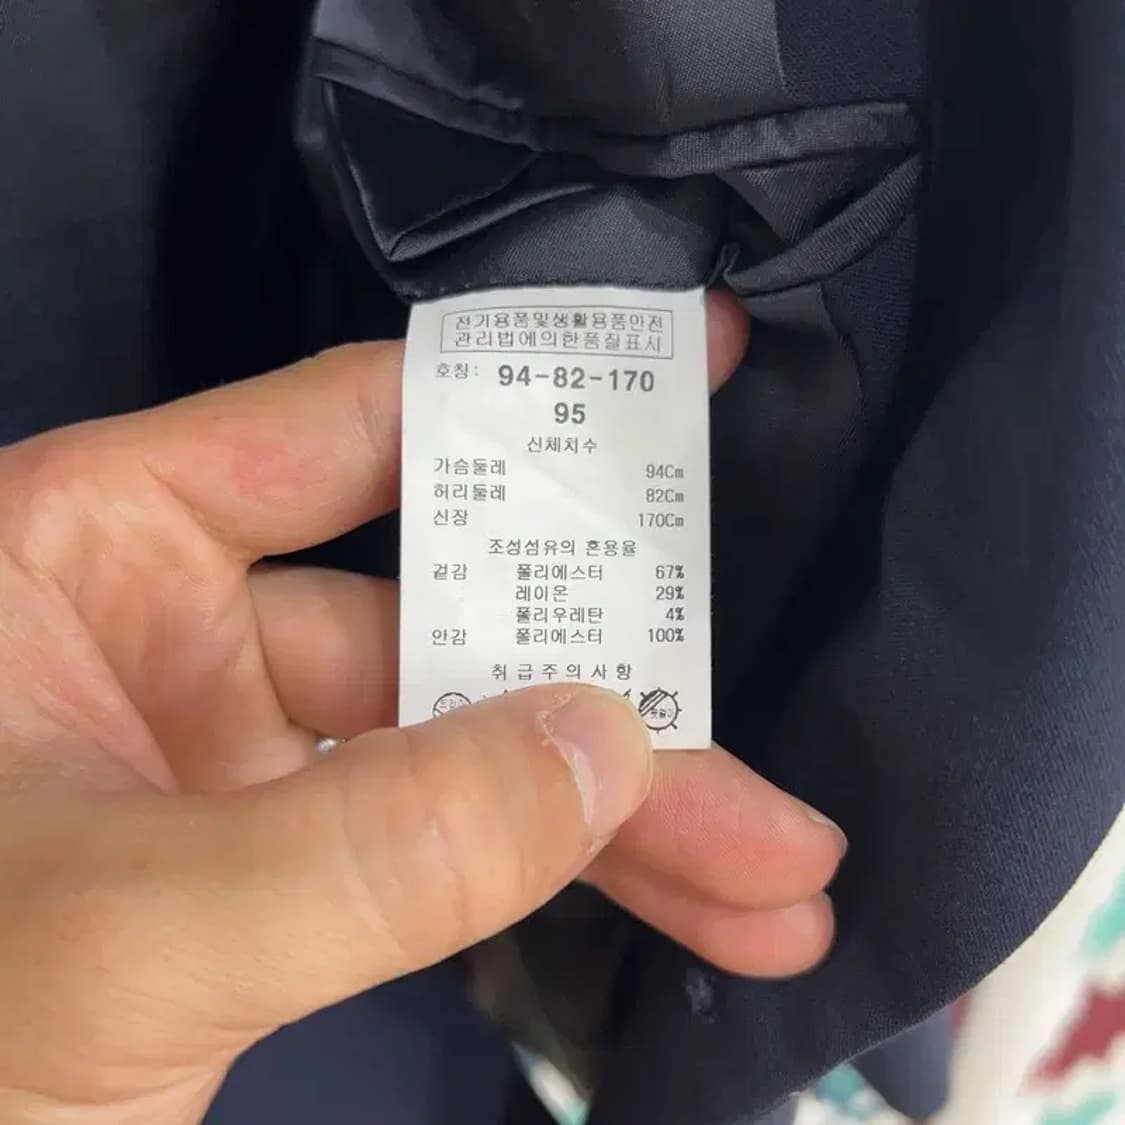 전기용품및생활용품안전
관리법에의한품질표시
호칭: 94-82-170
95
신체치수
가슴둘레 94Cm
허리둘레 82Cm
신장 170Cm
조성섬유의 혼용율
겉감 폴리에스터 67%
레이온 29%
폴리우레탄 4%
안감 폴리에스터 100%
취급주의사항